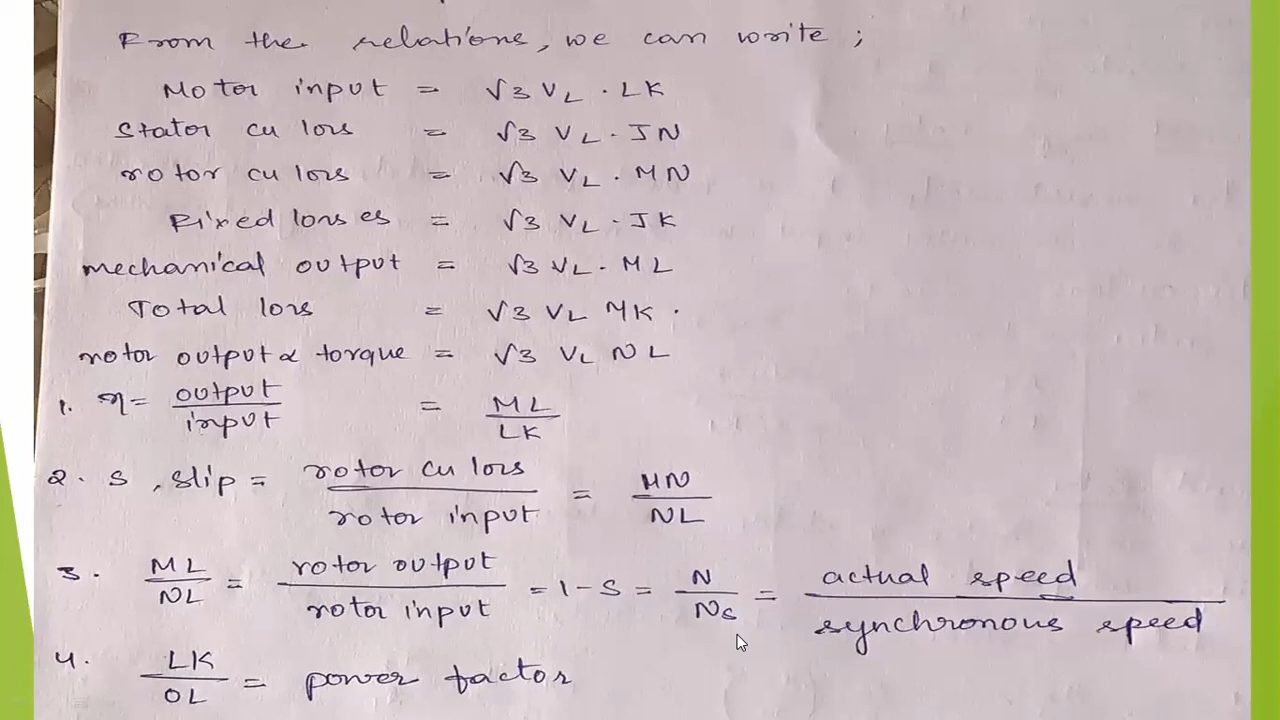 From the relations, we can write ;
Motor input = √3 VL . LK
Stator cu loss = √3 VL . JN
rotor cu loss = √3 VL . MN
Fixed losses = √3 VL . JK
mechanical output = √3 VL . ML
Total loss = √3 VL MK .
rotor output ∝ torque = √3 VL NL
1. η = output / input = ML / LK
2. S , slip = rotor cu loss / rotor input = MN / NL
3. ML / NL = rotor output / rotor input = 1 - S = N / Ns = actual speed / synchronous speed
4. LK / OL = power factor